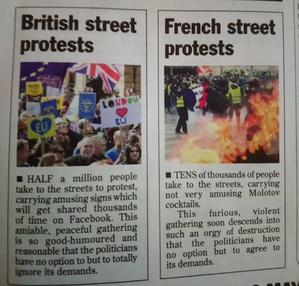 British street
protests
LONDON
EU
EU
■ HALF a million people
take to the streets to protest,
carrying amusing signs which
will get shared thousands
of time on Facebook. This
amiable, peaceful gathering
is so good-humoured and
reasonable that the politicians
have no option but to totally
ignore its demands.
French street
protests
■ TENS of thousands of people
take to the streets, carrying
not very amusing Molotov
cocktails.
This furious, violent
gathering soon descends into
such an orgy of destruction
that the politicians have
no option but to agree to
its demands.